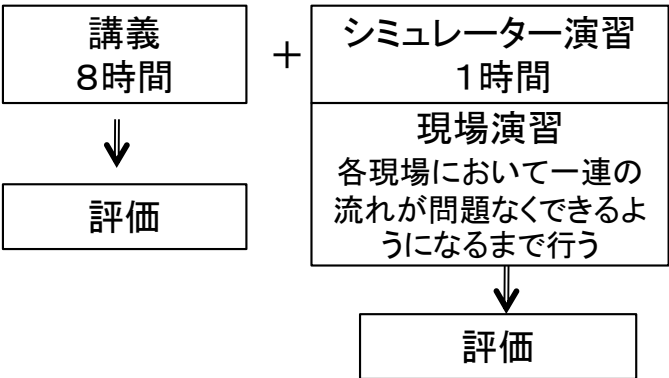 講義
8時間
評価
＋
シミュレーター演習
1時間
現場演習
各現場において一連の
流れが問題なくできるよ
うになるまで行う
評価